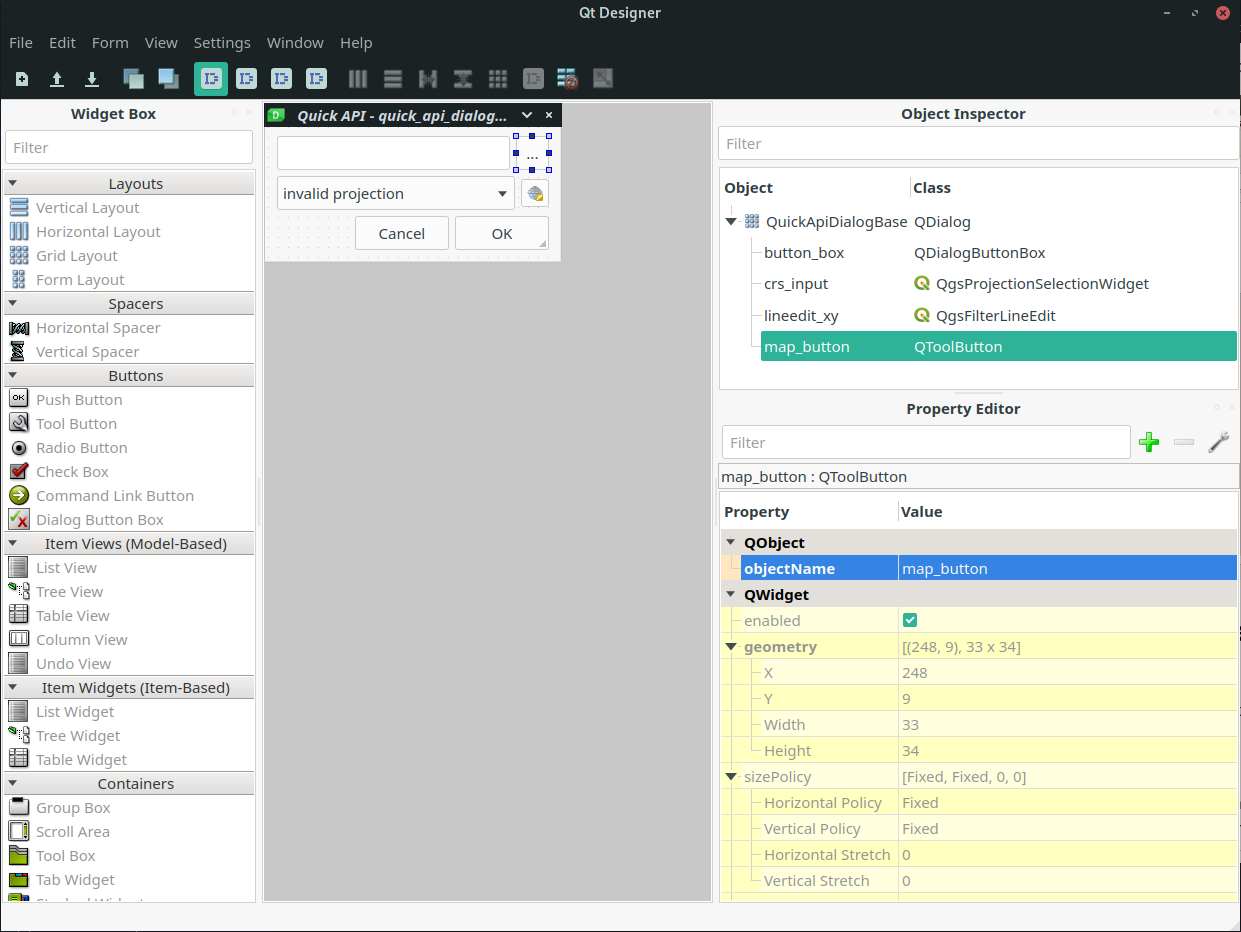 Qt Designer
File Edit Form View Settings Window Help
Widget Box
Filter
Layouts
Vertical Layout
Horizontal Layout
Grid Layout
Form Layout
Spacers
Horizontal Spacer
Vertical Spacer
Buttons
Push Button
Tool Button
Radio Button
Check Box
Command Link Button
Dialog Button Box
Item Views (Model-Based)
List View
Tree View
Table View
Column View
Undo View
Item Widgets (Item-Based)
List Widget
Tree Widget
Table Widget
Containers
Group Box
Scroll Area
Tool Box
Tab Widget
Quick API - quick_api_dialog...
...
invalid projection
Cancel OK
Object Inspector
Filter
Object Class
QuickApiDialogBase QDialog
button_box QDialogButtonBox
crs_input QgsProjectionSelectionWidget
lineedit_xy QgsFilterLineEdit
map_button QToolButton
Property Editor
Filter
map_button : QToolButton
Property Value
QObject
objectName map_button
QWidget
enabled
geometry [(248, 9), 33 x 34]
X 248
Y 9
Width 33
Height 34
sizePolicy [Fixed, Fixed, 0, 0]
Horizontal Policy Fixed
Vertical Policy Fixed
Horizontal Stretch 0
Vertical Stretch 0